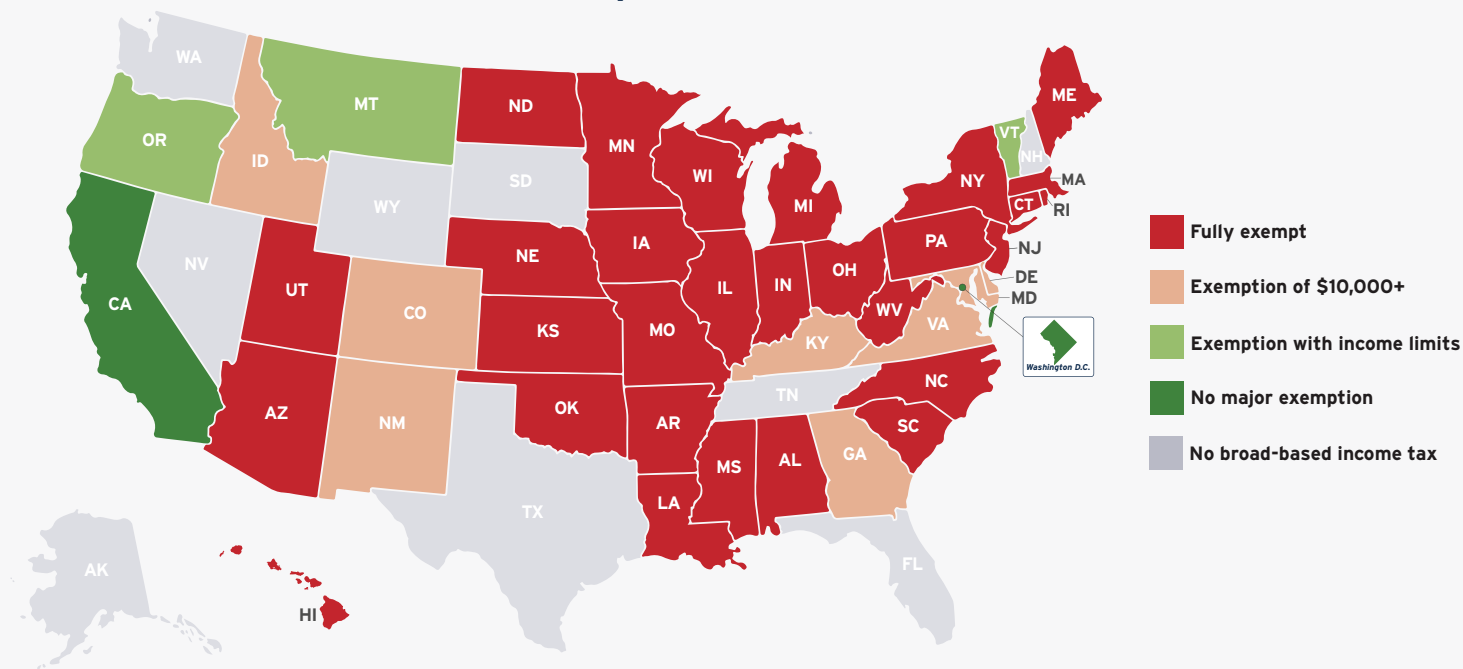 WA
ME
MT
ND
VT
OR
MN
NH
ID
WI
NY
MA
SD
MI
CT
RI
WY
PA
NJ
NV
NE
IA
OH
DE
UT
IL
IN
MD
CA
CO
KS
MO
WV
VA
KY
Washington D.C.
AZ
NM
OK
TN
NC
AR
SC
MS
AL
GA
LA
TX
AK
FL
HI
Fully exempt
Exemption of $10,000+
Exemption with income limits
No major exemption
No broad-based income tax